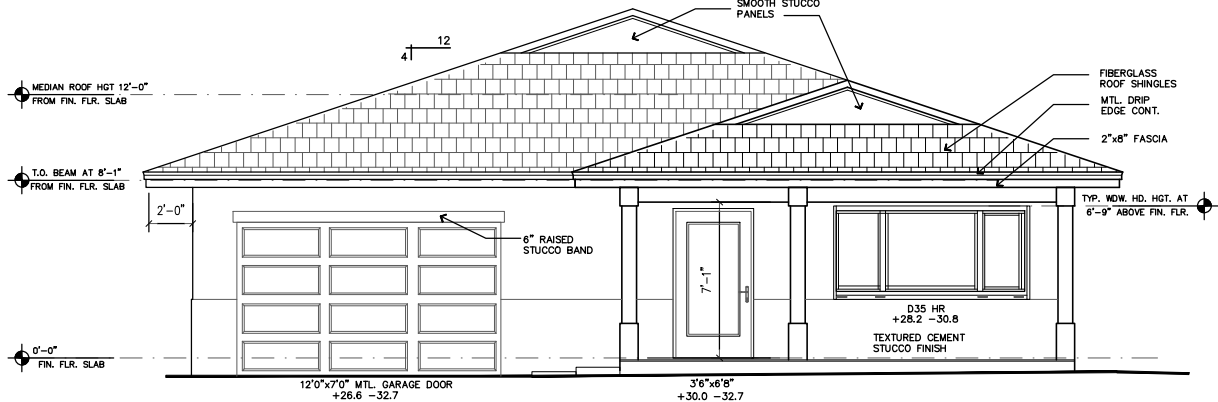 SMOOTH STUCCO
PANELS
12
4
MEDIAN ROOF HGT 12'-0"
FROM FIN. FLR. SLAB
FIBERGLASS
ROOF SHINGLES
MTL. DRIP
EDGE CONT.
2"x8" FASCIA
T.O. BEAM AT 8'-1"
FROM FIN. FLR. SLAB
TYP. WDW. HD. HGT. AT
6'-9" ABOVE FIN. FLR.
2'-0"
6" RAISED
STUCCO BAND
7'-1"
D35 HR
+28.2 -30.8
TEXTURED CEMENT
STUCCO FINISH
0'-0"
FIN. FLR. SLAB
12'0"x7'0" MTL. GARAGE DOOR
+26.6 -32.7
3'6"x6'8"
+30.0 -32.7